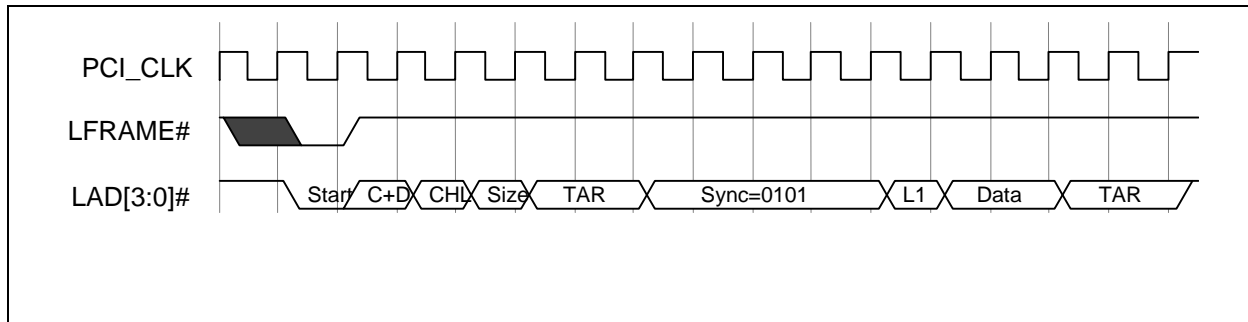 PCI_CLK
LFRAME#
LAD[3:0]# Start C+D CHL Size TAR Sync=0101 L1 Data TAR